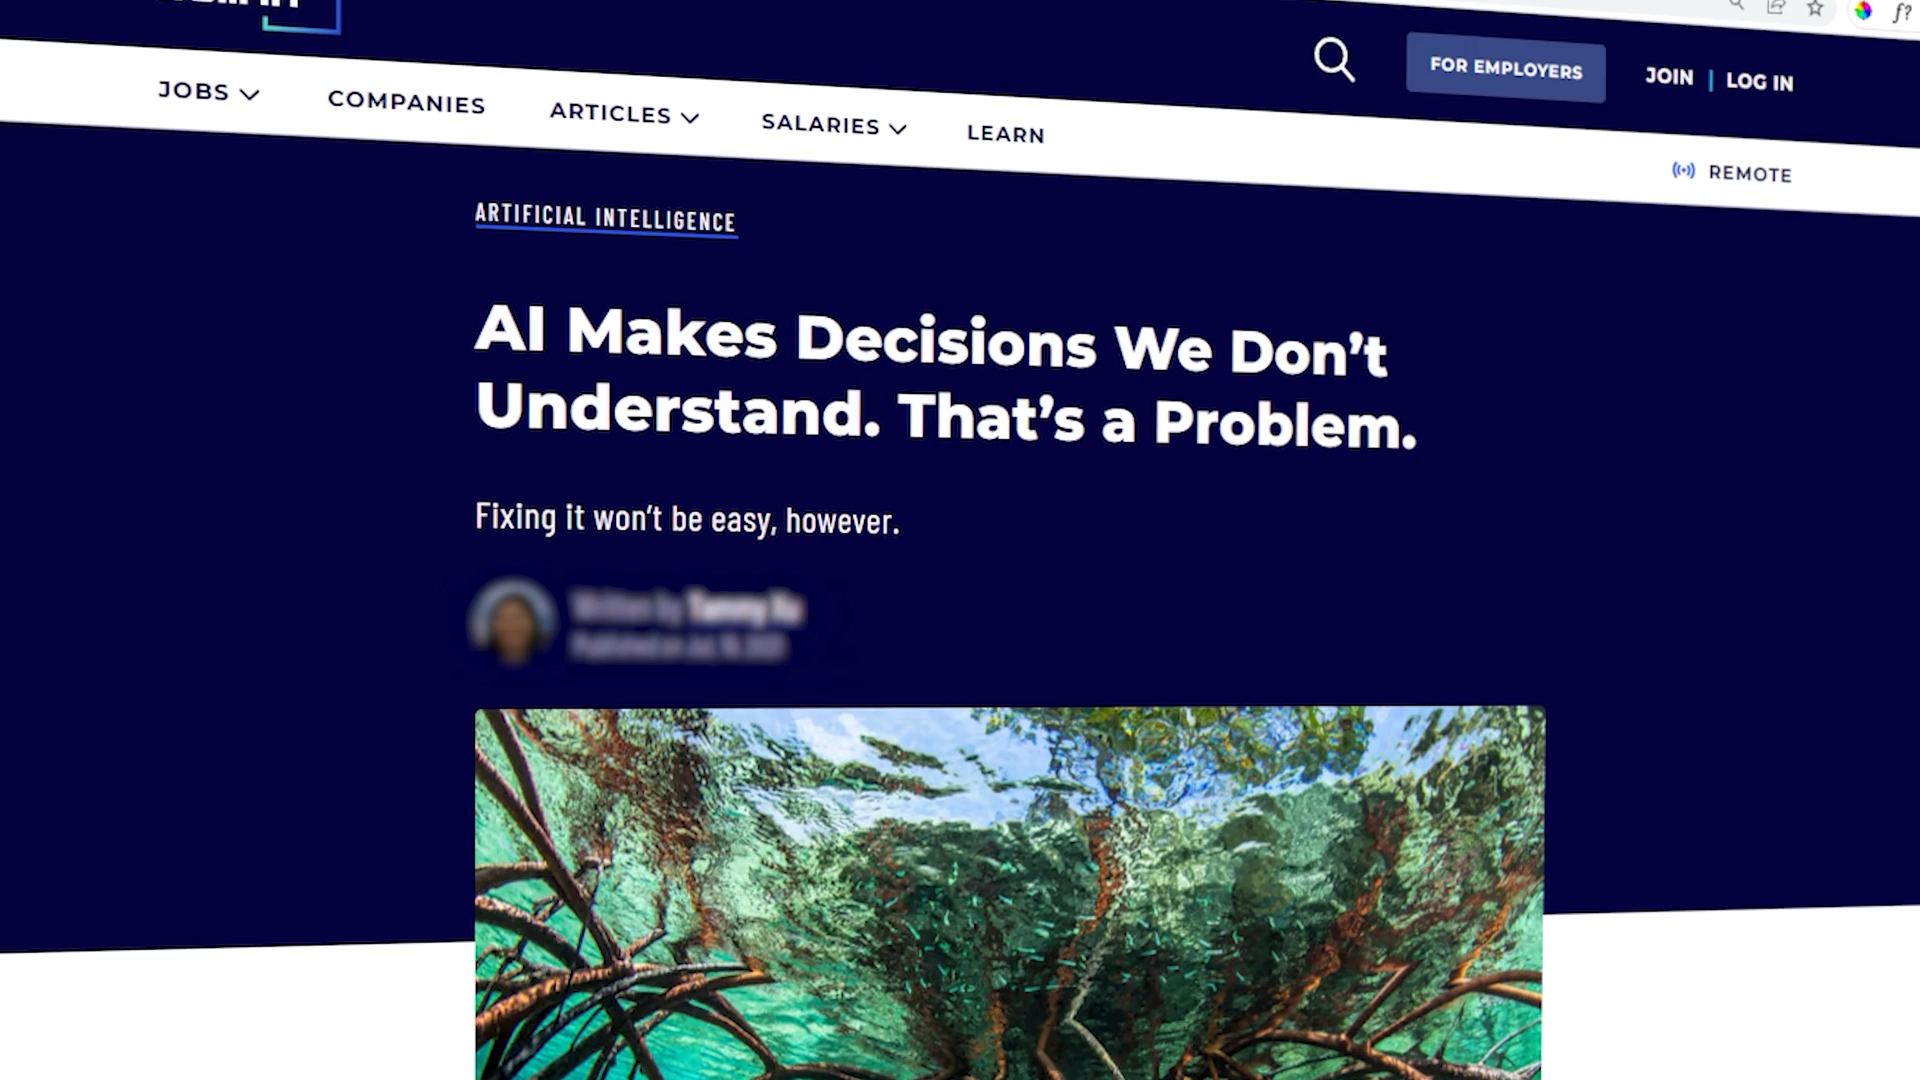 JOBS
COMPANIES
ARTICLES
SALARIES
LEARN
FOR EMPLOYERS
JOIN | LOG IN
REMOTE
ARTIFICIAL INTELLIGENCE
AI Makes Decisions We Don’t
Understand. That’s a Problem.
Fixing it won’t be easy, however.